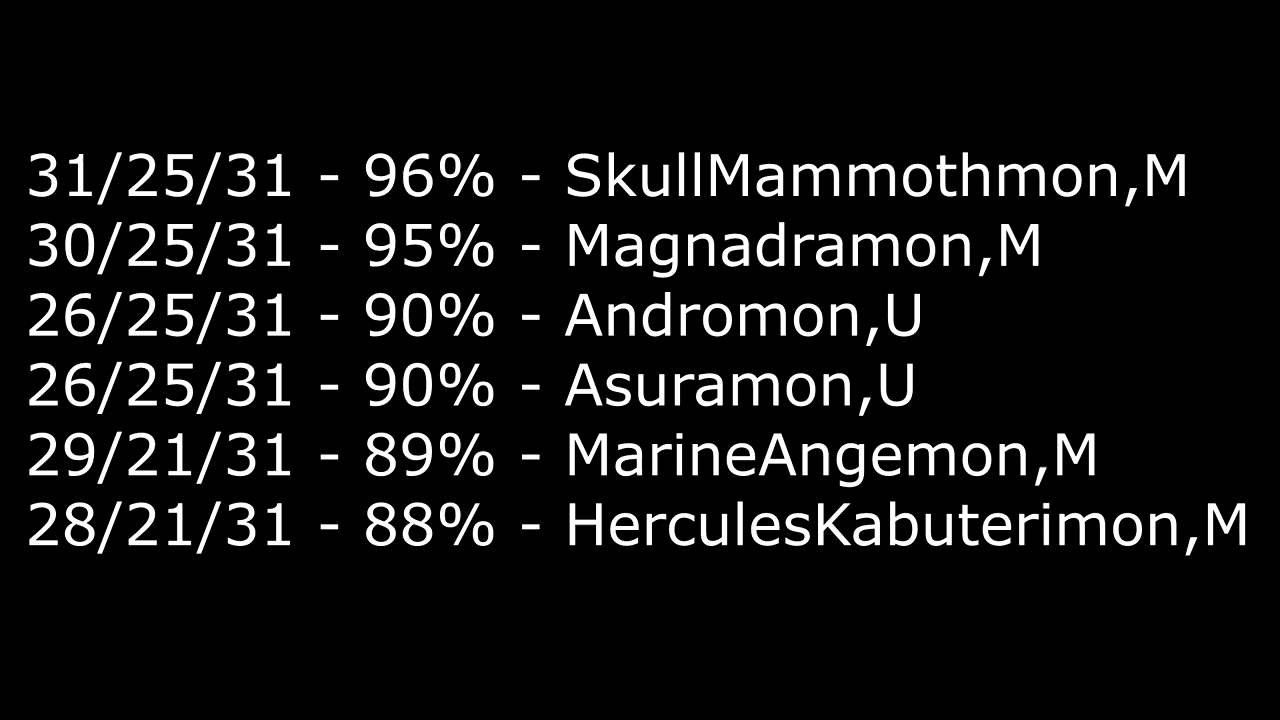 31/25/31 - 96% - SkullMammothmon,M
30/25/31 - 95% - Magnadramon,M
26/25/31 - 90% - Andromon,U
26/25/31 - 90% - Asuramon,U
29/21/31 - 89% - MarineAngemon,M
28/21/31 - 88% - HerculesKabuterimon,M